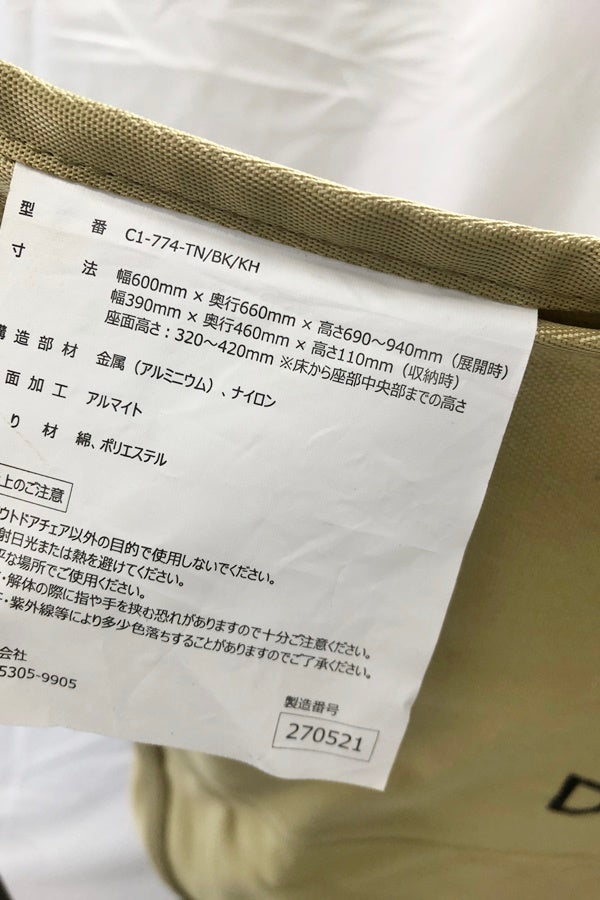 型番 C1-774-TN/BK/KH
寸法 幅600mm × 奥行660mm × 高さ690～940mm（展開時）
幅390mm × 奥行460mm × 高さ110mm（収納時）
座面高さ：320～420mm ※床から座部中央部までの高さ
構造部材 金属（アルミニウム）、ナイロン
面加工 アルマイト
り材 綿、ポリエステル
上のご注意
ウトドアチェア以外の目的で使用しないでください。
射日光または熱を避けてください。
平な場所でご使用ください。
・解体の際に指や手を挟む恐れがありますので十分ご注意ください。
・紫外線等により多少色落ちすることがありますのでご了承ください。
会社
5305-9905
製造番号
270521
D